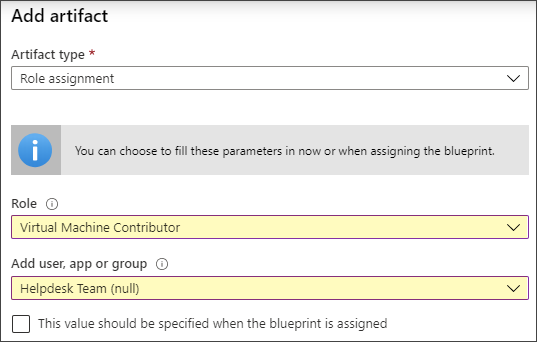 Add artifact
Artifact type *
Role assignment
You can choose to fill these parameters in now or when assigning the blueprint.
Role
Virtual Machine Contributor
Add user, app or group
Helpdesk Team (null)
This value should be specified when the blueprint is assigned